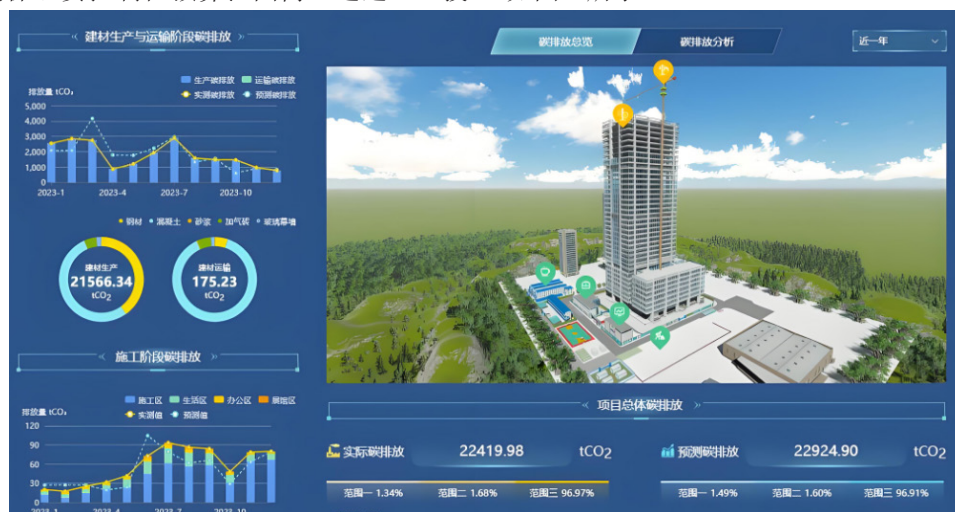 建材生产与运输阶段碳排放
碳排放总览
碳排放分析
近一年
排放量 tCO₂
生产碳排放
运输碳排放
实测碳排放
预测碳排放
5,000
4,000
3,000
2,000
1,000
0
2023-1
2023-4
2023-7
2023-10
钢材
混凝土
砂浆
加气砖
玻璃幕墙
建材生产
21566.34
tCO2
建材运输
175.23
tCO2
施工阶段碳排放
排放量 tCO₂
施工区
生活区
办公区
展馆区
实测值
预测值
120
90
60
30
0
2023-1
2023-4
2023-7
2023-10
项目总体碳排放
实际碳排放
22419.98
tCO2
预测碳排放
22924.90
tCO2
范围一 1.34%
范围二 1.68%
范围三 96.97%
范围一 1.49%
范围二 1.60%
范围三 96.91%